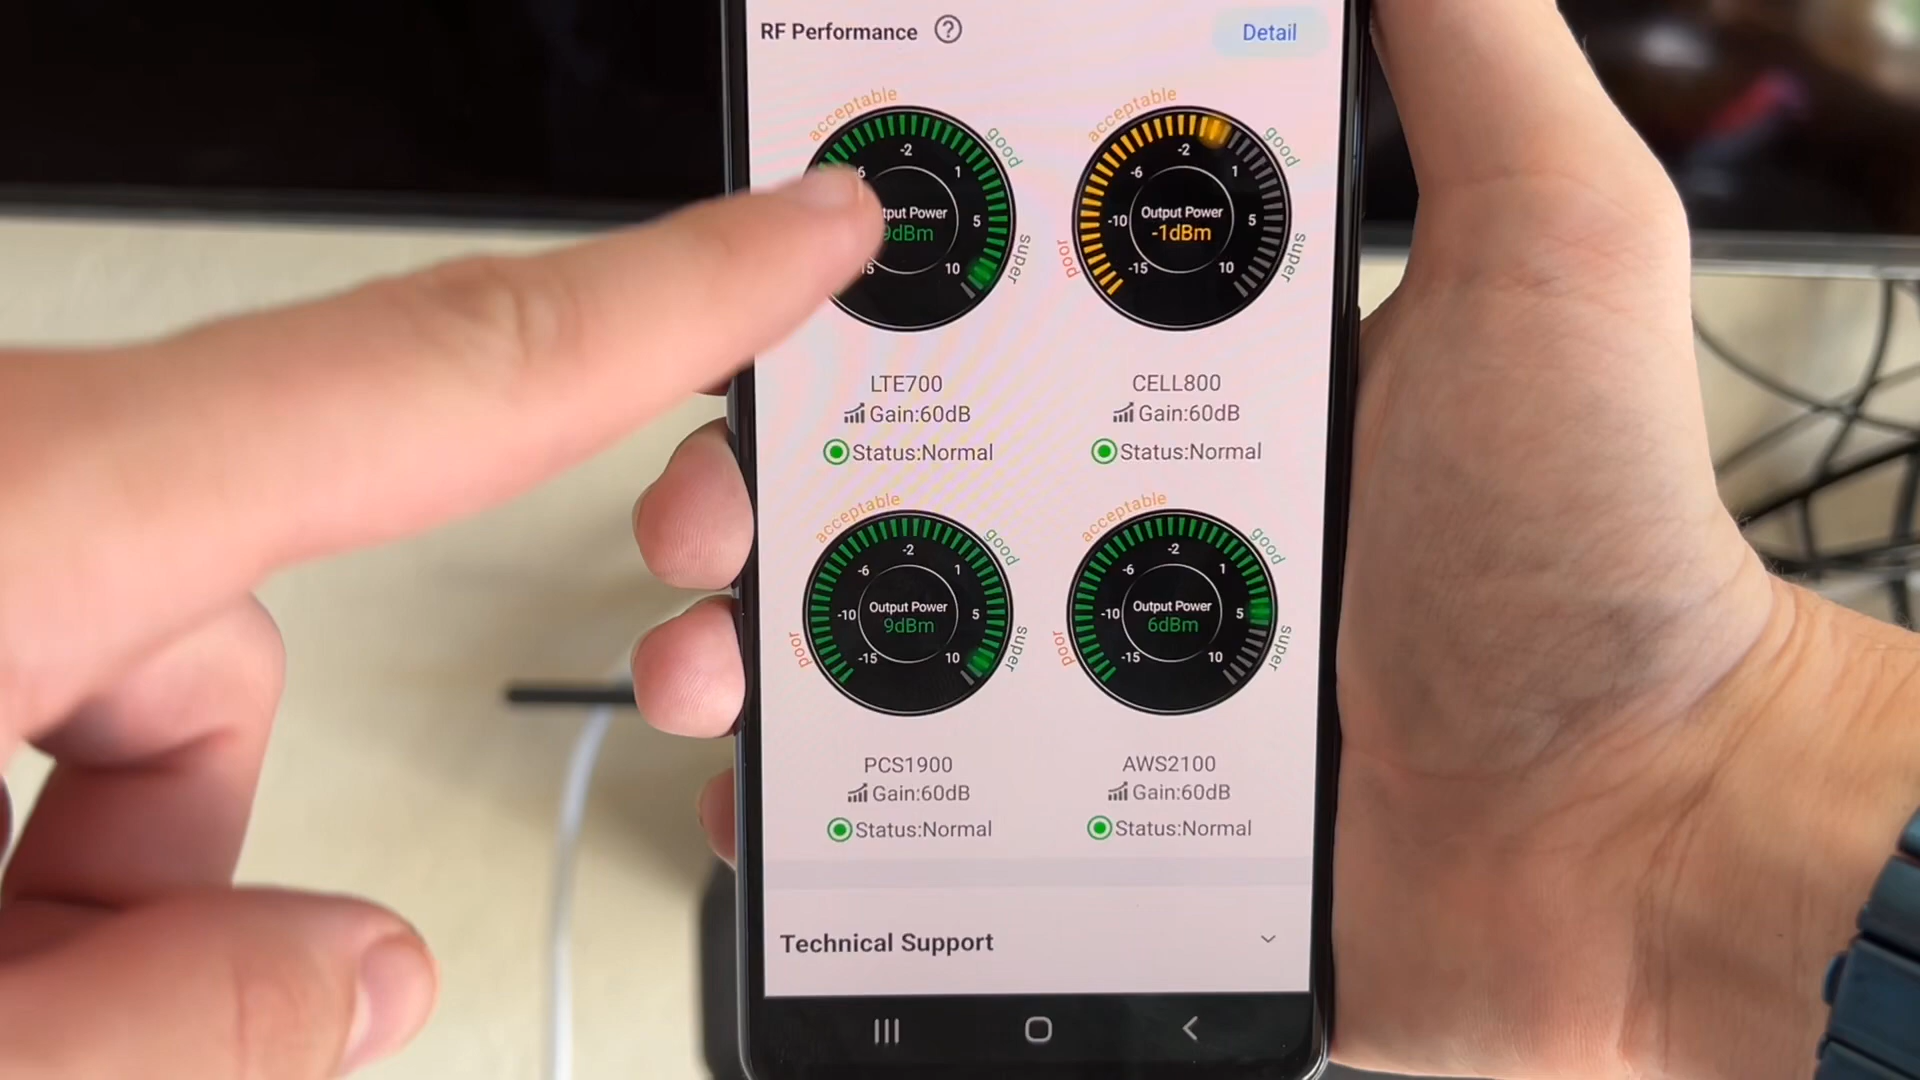 RF Performance ?
Detail
acceptable
good
super
-2
1
5
10
tput Power
9dBm
acceptable
good
super
poor
-15
-10
-6
-2
1
5
10
Output Power
-1dBm
LTE700
Gain:60dB
Status:Normal
CELL800
Gain:60dB
Status:Normal
acceptable
good
super
poor
-15
-10
-6
-2
1
5
10
Output Power
9dBm
acceptable
good
super
poor
-15
-10
-6
-2
1
5
10
Output Power
6dBm
PCS1900
Gain:60dB
Status:Normal
AWS2100
Gain:60dB
Status:Normal
Technical Support